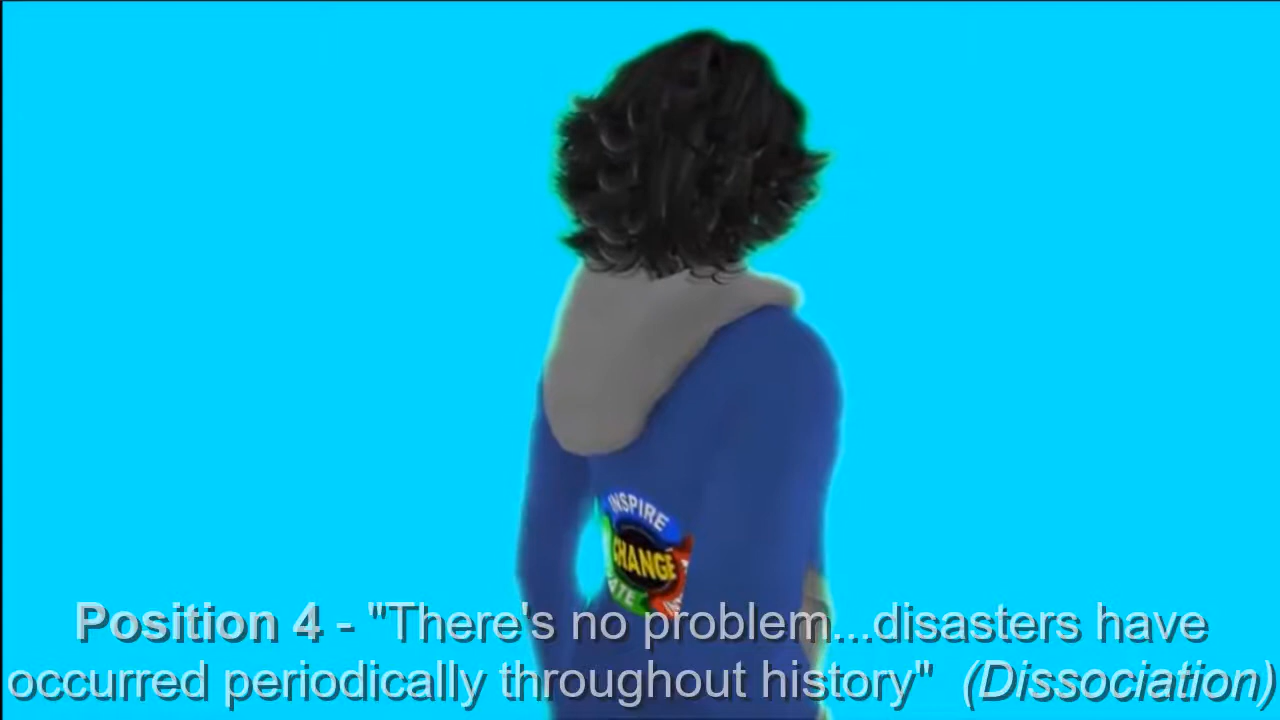 INSPIRE
CHANGE
Position 4 - "There's no problem...disasters have
occurred periodically throughout history" (Dissociation)